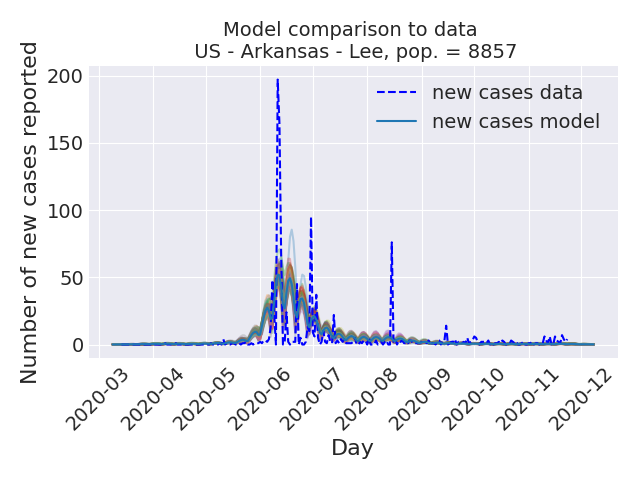 Model comparison to data
US - Arkansas - Lee, pop. = 8857
Number of new cases reported
200
150
100
50
0
new cases data
new cases model
2020-03
2020-04
2020-05
2020-06
2020-07
2020-08
2020-09
2020-10
2020-11
2020-12
Day